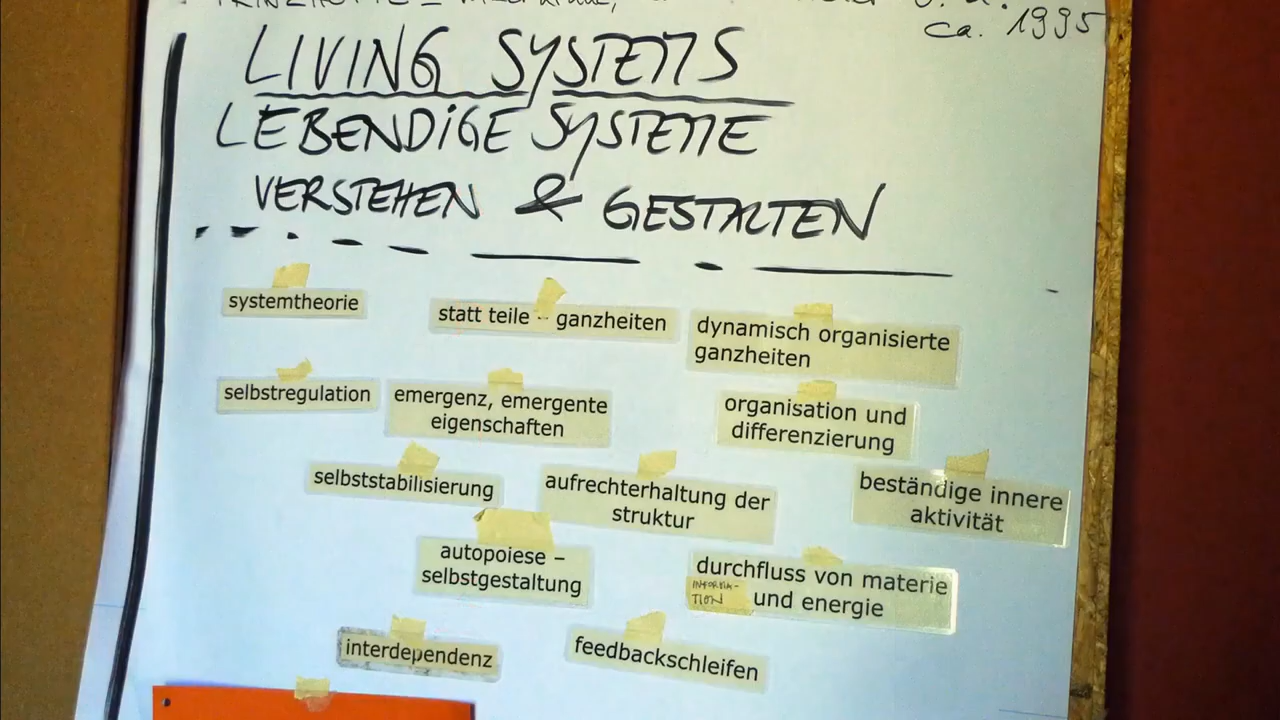 ca. 1995
LIVING SYSTEMS
LEBENDIGE SYSTEME
VERSTEHEN & GESTALTEN
systemtheorie
statt teile - ganzheiten
dynamisch organisierte
ganzheiten
selbstregulation
emergenz, emergente
eigenschaften
organisation und
differenzierung
selbststabilisierung
aufrechterhaltung der
struktur
beständige innere
aktivität
autopoiese –
selbstgestaltung
durchfluss von materie
INFORMA-
TION
und energie
interdependenz
feedbackschleifen